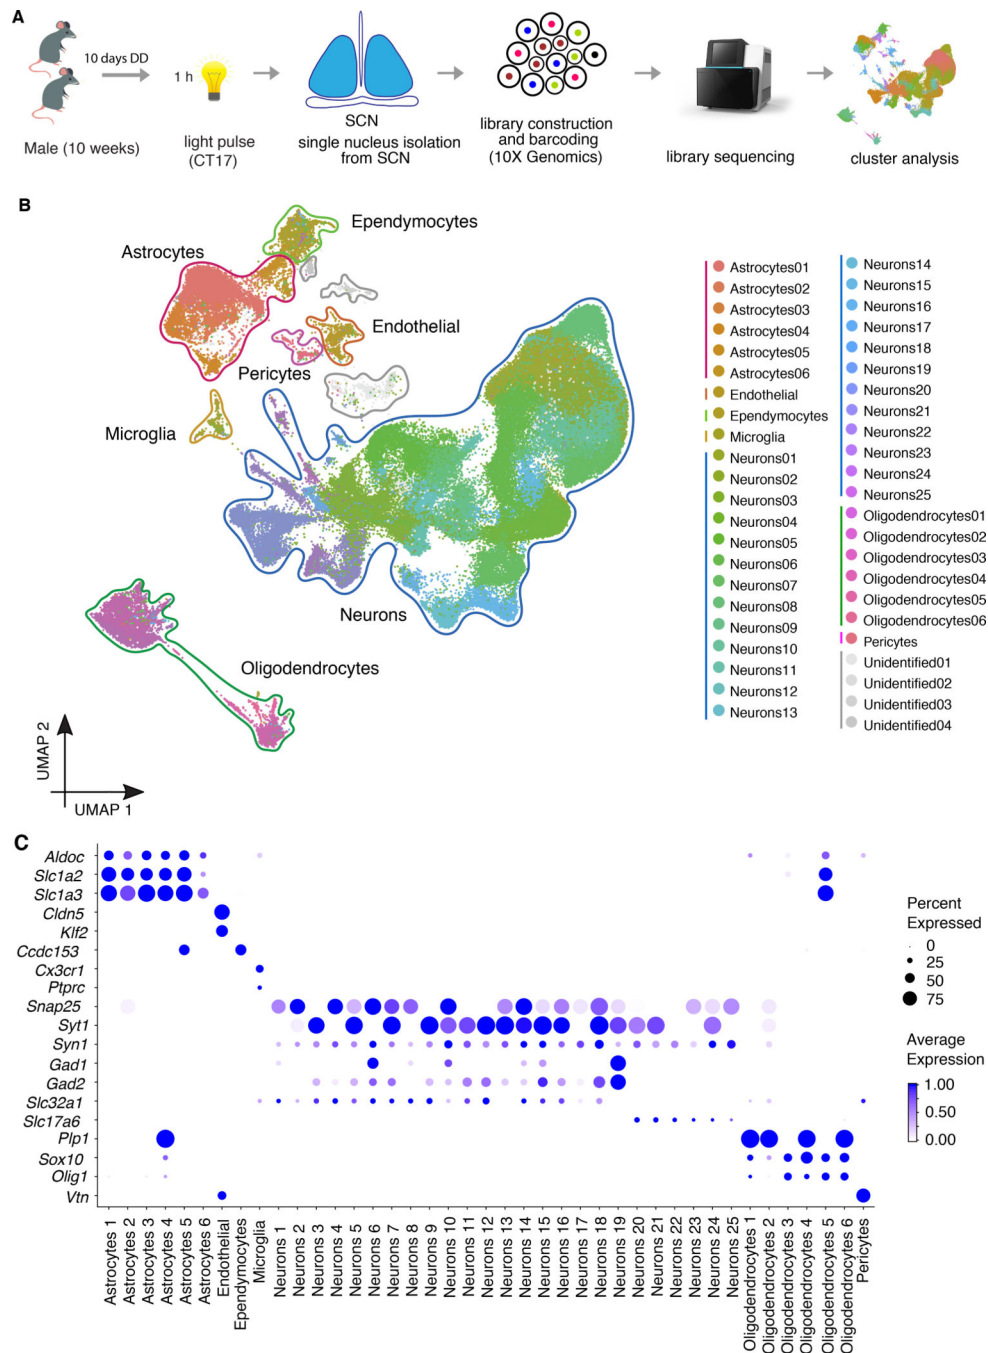 A
10 days DD
1 h
Male (10 weeks)
light pulse
(CT17)
SCN
single nucleus isolation
from SCN
library construction
and barcoding
(10X Genomics)
library sequencing
cluster analysis
B
Ependymocytes
Astrocytes
Endothelial
Pericytes
Microglia
Neurons
Oligodendrocytes
UMAP 2
UMAP 1
Astrocytes01
Astrocytes02
Astrocytes03
Astrocytes04
Astrocytes05
Astrocytes06
Endothelial
Ependymocytes
Microglia
Neurons01
Neurons02
Neurons03
Neurons04
Neurons05
Neurons06
Neurons07
Neurons08
Neurons09
Neurons10
Neurons11
Neurons12
Neurons13
Neurons14
Neurons15
Neurons16
Neurons17
Neurons18
Neurons19
Neurons20
Neurons21
Neurons22
Neurons23
Neurons24
Neurons25
Oligodendrocytes01
Oligodendrocytes02
Oligodendrocytes03
Oligodendrocytes04
Oligodendrocytes05
Oligodendrocytes06
Pericytes
Unidentified01
Unidentified02
Unidentified03
Unidentified04
C
Aldoc
Slc1a2
Slc1a3
Cldn5
Klf2
Ccdc153
Cx3cr1
Ptprc
Snap25
Syt1
Syn1
Gad1
Gad2
Slc32a1
Slc17a6
Plp1
Sox10
Olig1
Vtn
Astrocytes 1
Astrocytes 2
Astrocytes 3
Astrocytes 4
Astrocytes 5
Astrocytes 6
Endothelial
Ependymocytes
Microglia
Neurons 1
Neurons 2
Neurons 3
Neurons 4
Neurons 5
Neurons 6
Neurons 7
Neurons 8
Neurons 9
Neurons 10
Neurons 11
Neurons 12
Neurons 13
Neurons 14
Neurons 15
Neurons 16
Neurons 17
Neurons 18
Neurons 19
Neurons 20
Neurons 21
Neurons 22
Neurons 23
Neurons 24
Neurons 25
Oligodendrocytes 1
Oligodendrocytes 2
Oligodendrocytes 3
Oligodendrocytes 4
Oligodendrocytes 5
Oligodendrocytes 6
Pericytes
Percent
Expressed
0
25
50
75
Average
Expression
1.00
0.50
0.00